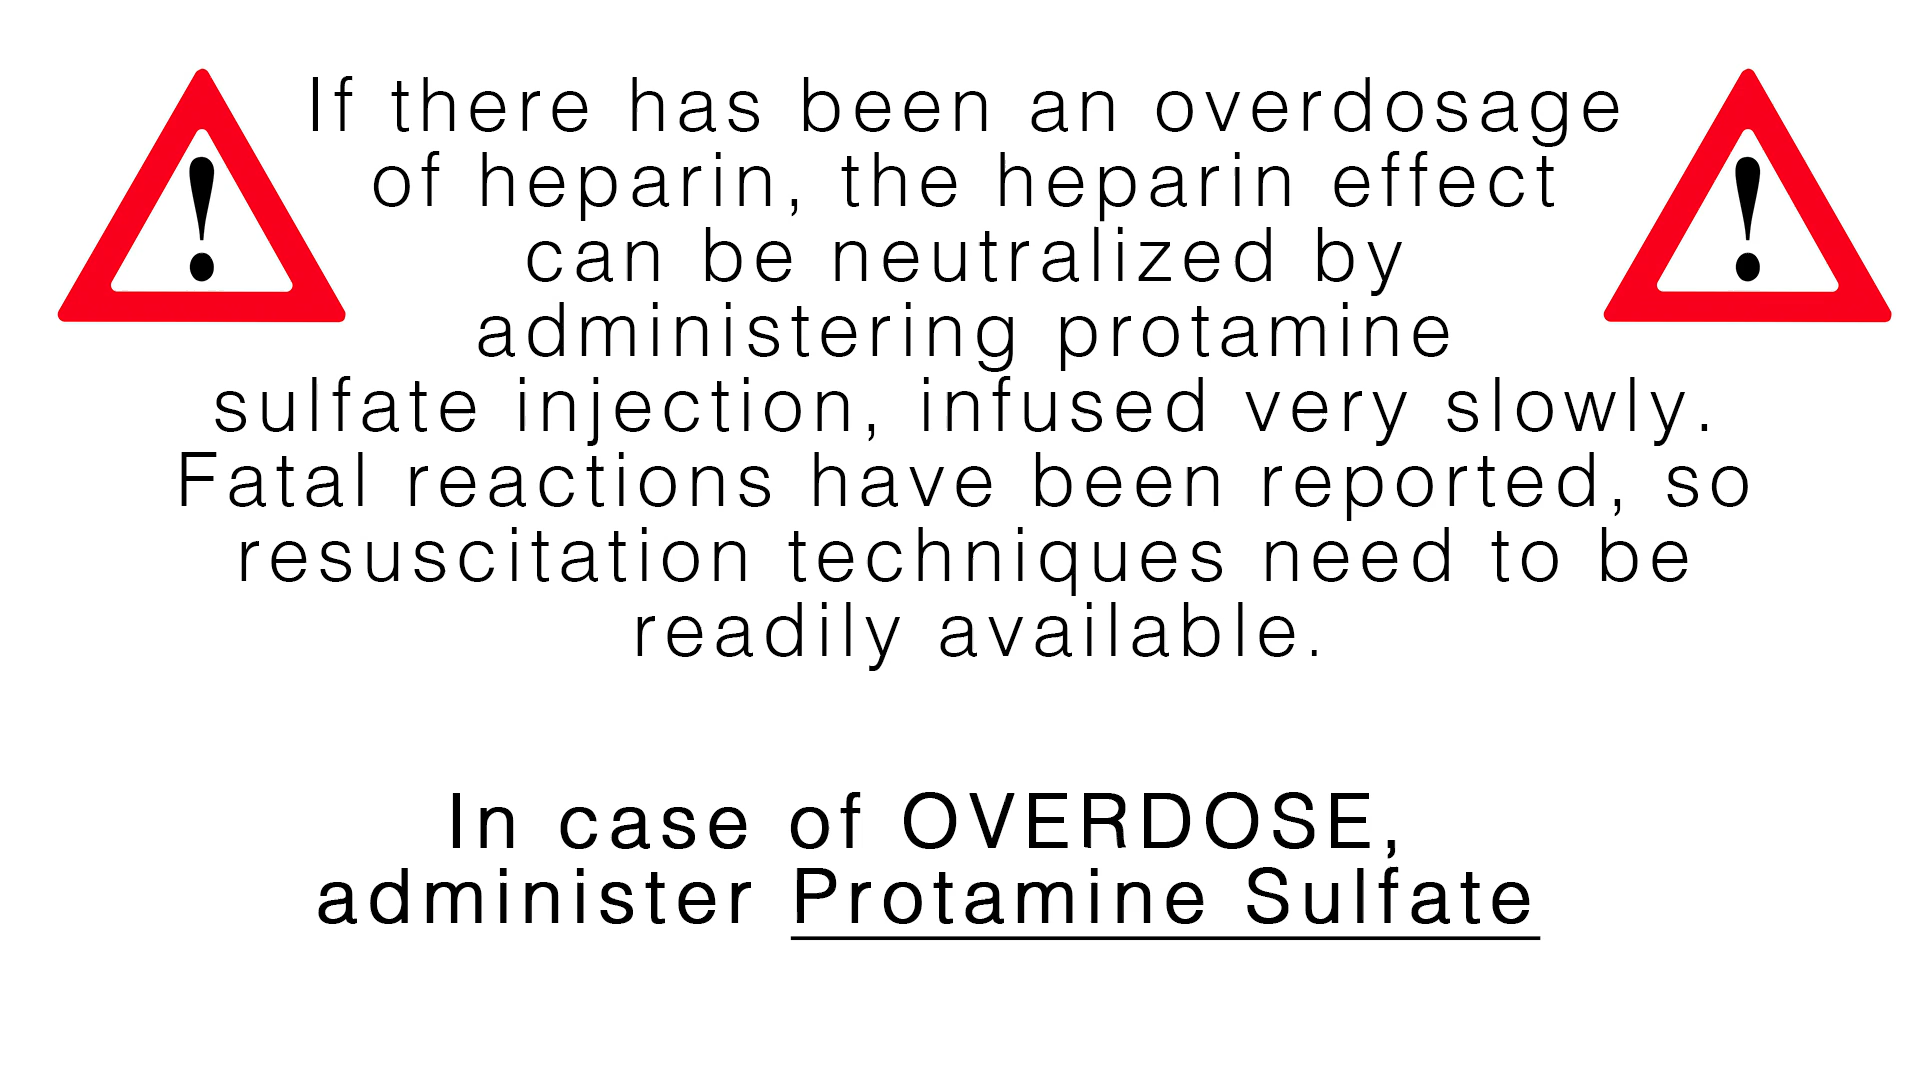 If there has been an overdosage
of heparin, the heparin effect
can be neutralized by
administering protamine
sulfate injection, infused very slowly.
Fatal reactions have been reported, so
resuscitation techniques need to be
readily available.
In case of OVERDOSE,
administer Protamine Sulfate